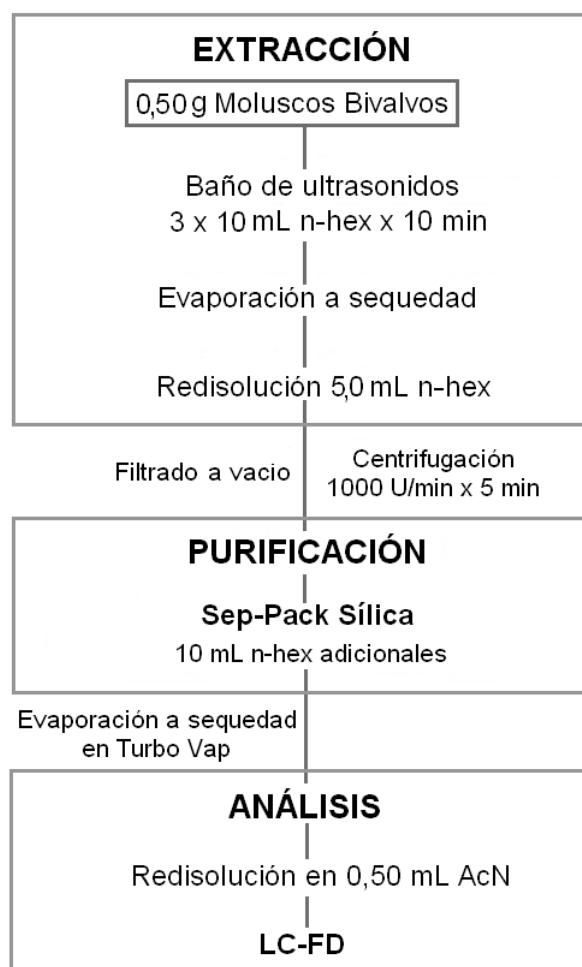 EXTRACCIÓN
0,50g Moluscos Bivalvos
Baño de ultrasonidos
3 x 10 mL n-hex x 10 min
Evaporación a sequedad
Redisolución 5,0 mL n-hex
Filtrado a vacio
Centrifugación
1000 U/min x 5 min
PURIFICACIÓN
Sep-Pack Sílica
10 mL n-hex adicionales
Evaporación a sequedad
en Turbo Vap
ANÁLISIS
Redisolución en 0,50 mL AcN
LC-FD